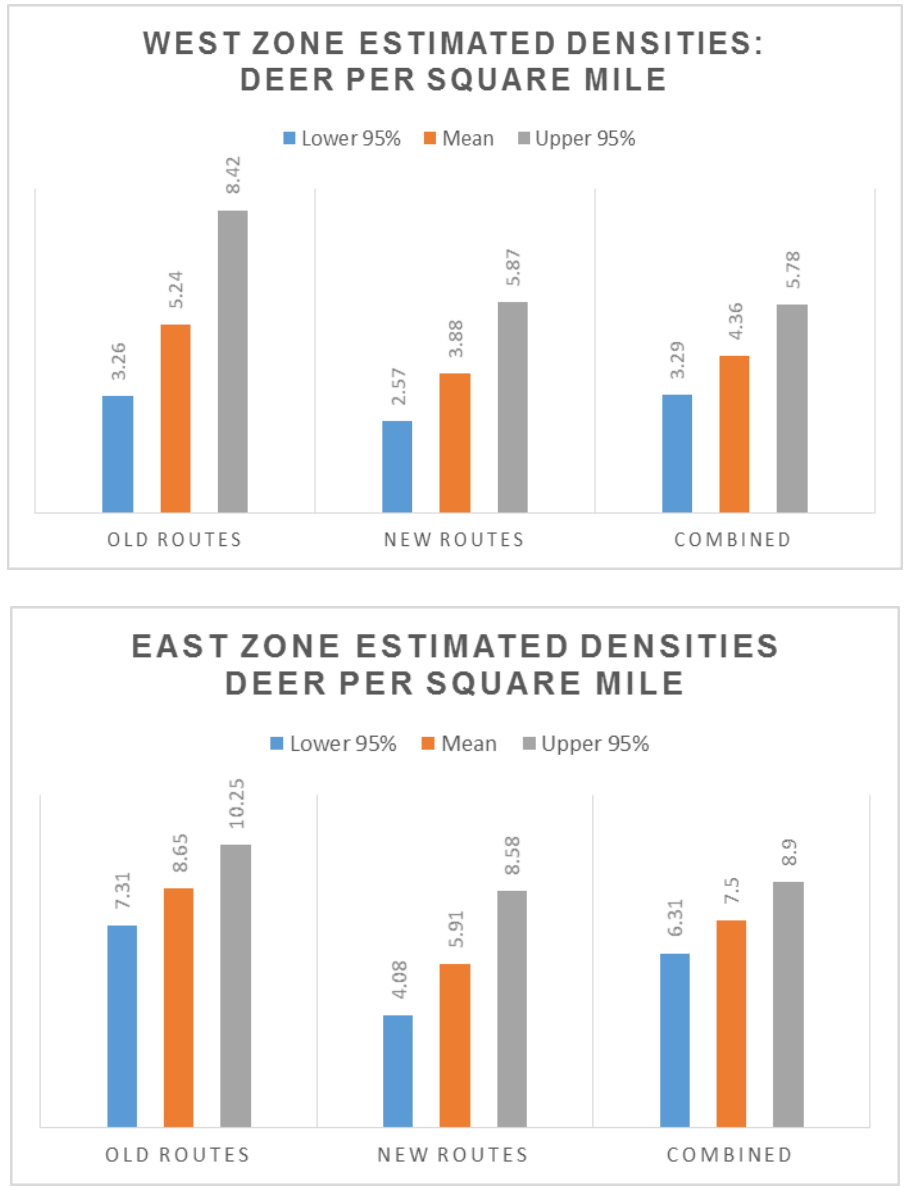 WEST ZONE ESTIMATED DENSITIES:
DEER PER SQUARE MILE
Lower 95% Mean Upper 95%
3.26 5.24 8.42 2.57 3.88 5.87 3.29 4.36 5.78
OLD ROUTES NEW ROUTES COMBINED
EAST ZONE ESTIMATED DENSITIES
DEER PER SQUARE MILE
Lower 95% Mean Upper 95%
7.31 8.65 10.25 4.08 5.91 8.58 6.31 7.5 8.9
OLD ROUTES NEW ROUTES COMBINED